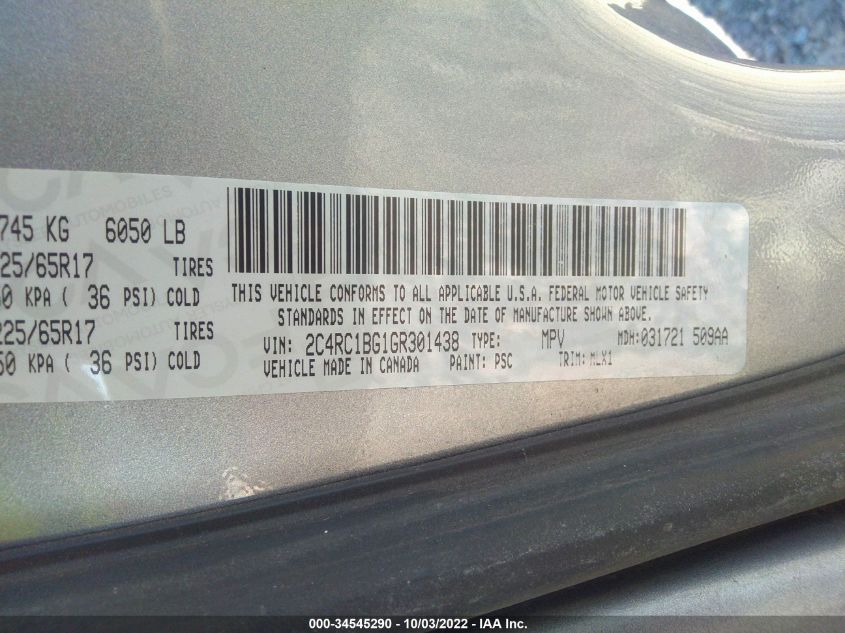 745 KG 6050 LB
25/65R17 TIRES
50 KPA ( 36 PSI) COLD
225/65R17 TIRES
50 KPA ( 36 PSI) COLD
THIS VEHICLE CONFORMS TO ALL APPLICABLE U.S.A. FEDERAL MOTOR VEHICLE SAFETY
STANDARDS IN EFFECT ON THE DATE OF MANUFACTURE SHOWN ABOVE.
VIN: 2C4RC1BG1GR301438 TYPE: MPV MDH:031721 509AA
VEHICLE MADE IN CANADA PAINT: PSC TRIM:MLX1
000-34545290 - 10/03/2022 - IAA Inc.